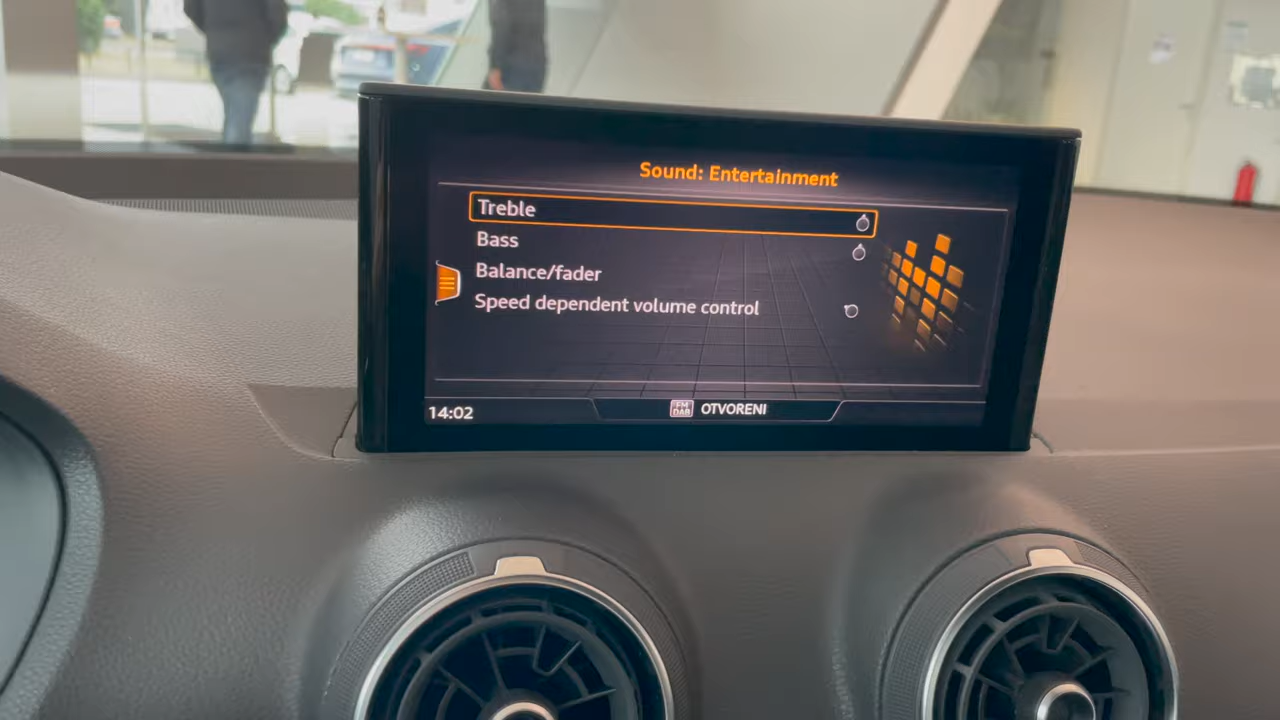 Sound: Entertainment
Treble
Bass
Balance/fader
Speed dependent volume control
14:02
FM
DAB
OTVORENI